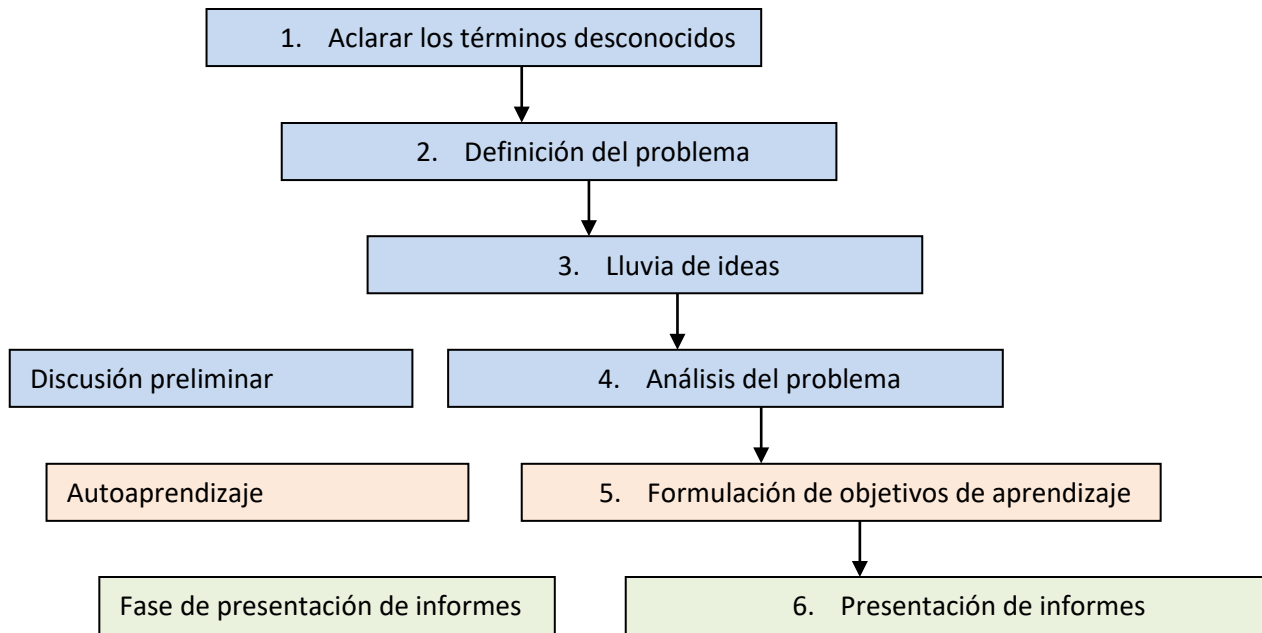 1. Aclarar los términos desconocidos
2. Definición del problema
3. Lluvia de ideas
Discusión preliminar
4. Análisis del problema
Autoaprendizaje
5. Formulación de objetivos de aprendizaje
Fase de presentación de informes
6. Presentación de informes